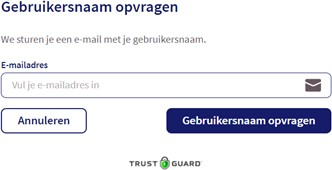 Gebruikersnaam opvragen
We sturen je een e-mail met je gebruikersnaam.
E-mailadres
Vul je e-mailadres in
Annuleren
Gebruikersnaam opvragen
TRUST GUARD